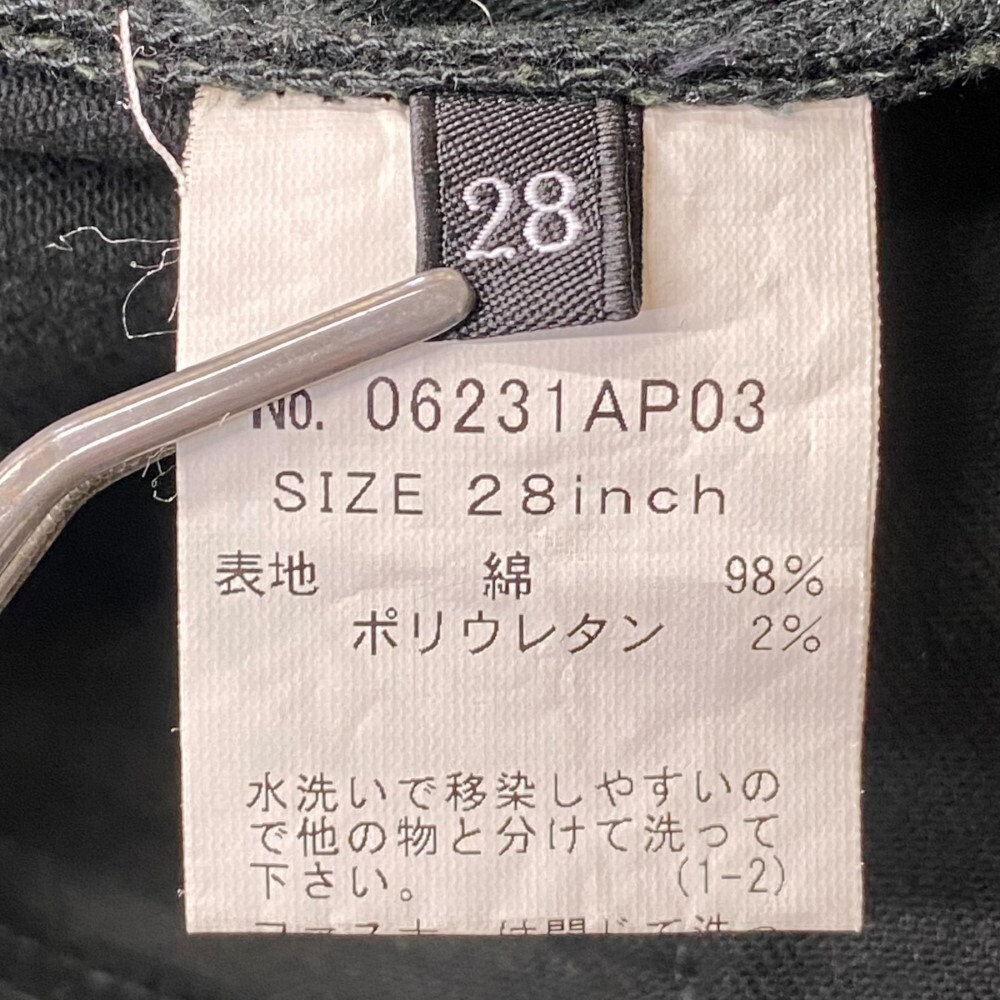 28
No. 06231AP03
SIZE 28inch
表地 綿 98%
ポリウレタン 2%
水洗いで移染しやすいの
で他の物と分けて洗って
下さい。 (1-2)